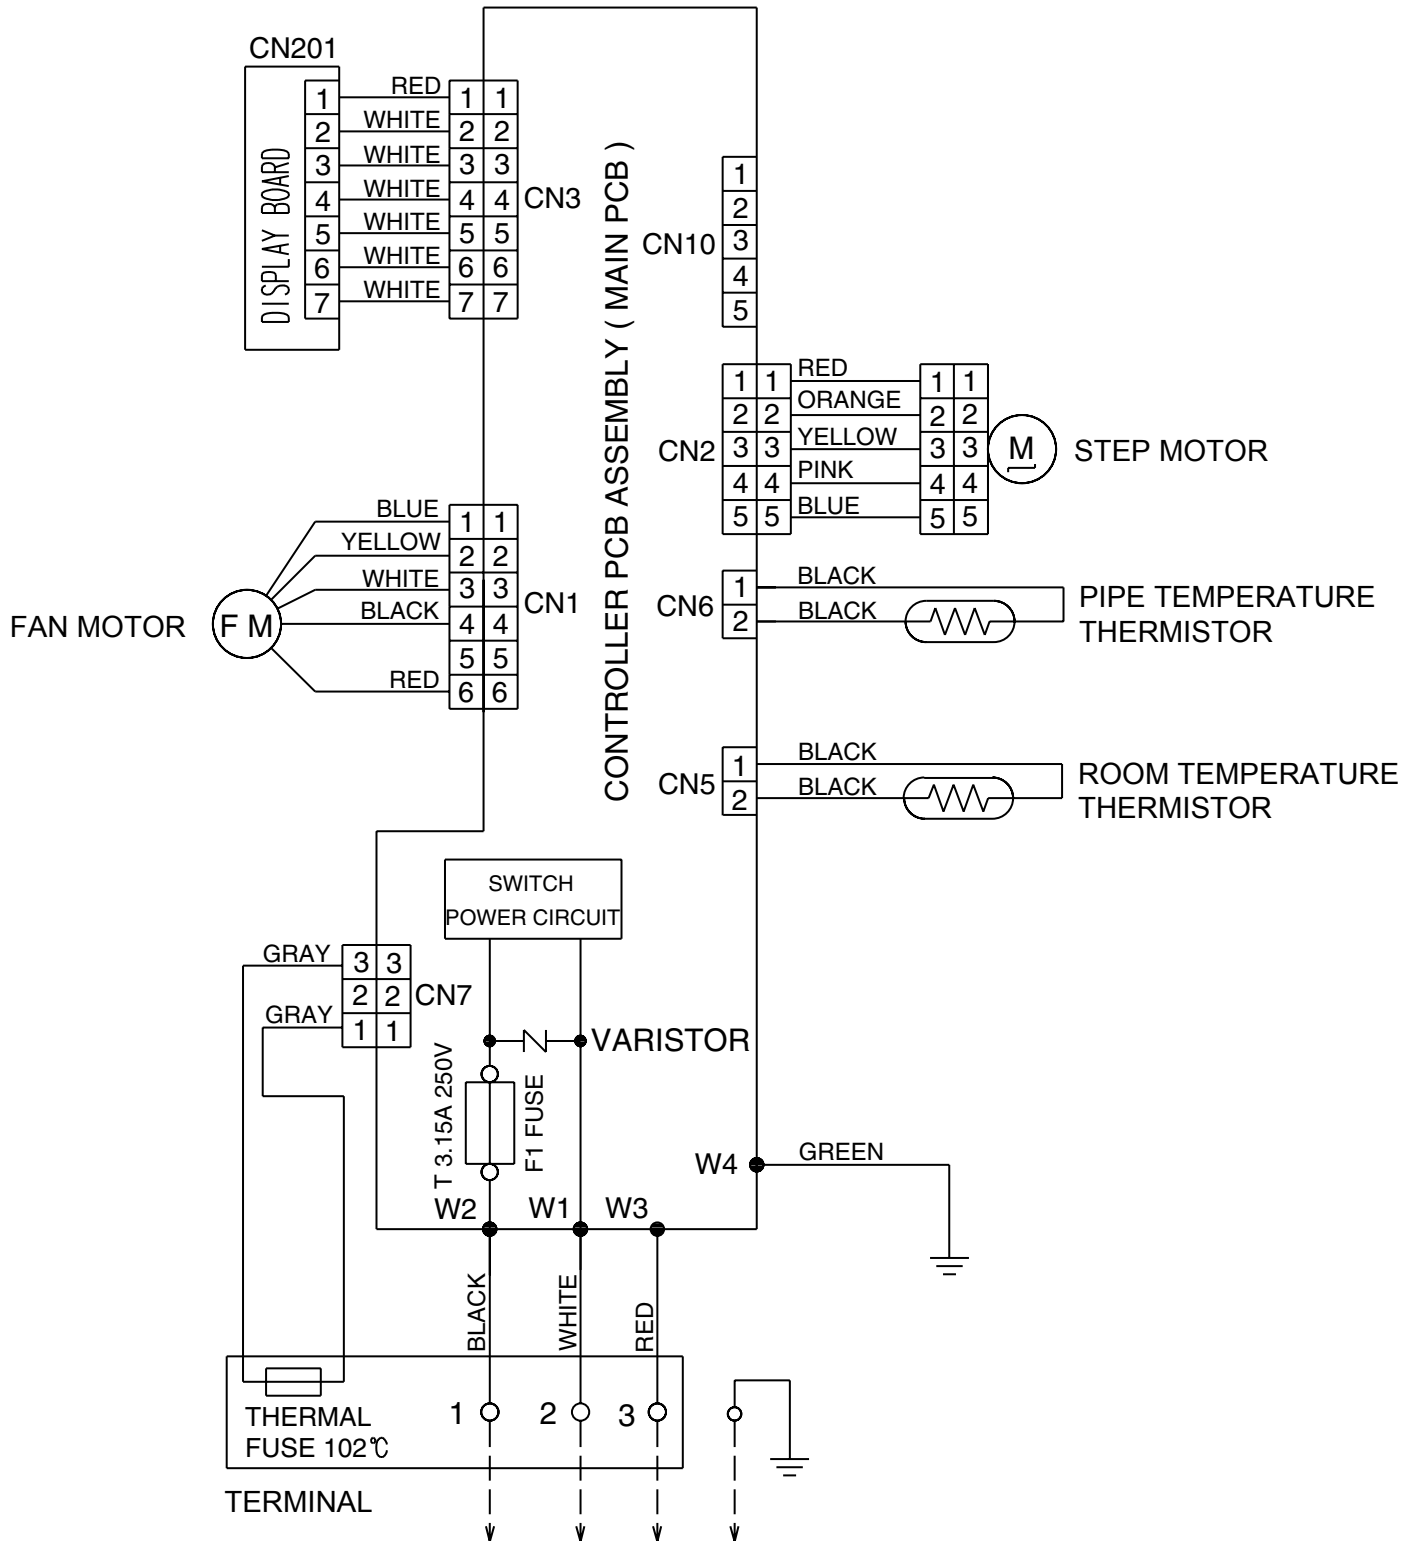 CN201
DISPLAY BOARD
1
2
3
4
5
6
7
RED
WHITE
WHITE
WHITE
WHITE
WHITE
WHITE
1 1
2 2
3 3
4 4
5 5
6 6
7 7
CN3
CONTROLLER PCB ASSEMBLY ( MAIN PCB )
CN10
1
2
3
4
5
CN2
1 1
2 2
3 3
4 4
5 5
RED
ORANGE
YELLOW
PINK
BLUE
1 1
2 2
3 3
4 4
5 5
M
STEP MOTOR
FAN MOTOR
F M
BLUE
YELLOW
WHITE
BLACK
RED
1 1
2 2
3 3
4 4
5 5
6 6
CN1
CN6
1
2
BLACK
BLACK
PIPE TEMPERATURE
THERMISTOR
CN5
1
2
BLACK
BLACK
ROOM TEMPERATURE
THERMISTOR
SWITCH
POWER CIRCUIT
GRAY
GRAY
3 3
2 2
1 1
CN7
VARISTOR
T 3.15A 250V
F1 FUSE
W4
GREEN
W2
W1
W3
BLACK
WHITE
RED
THERMAL
FUSE 102℃
1
2
3
TERMINAL